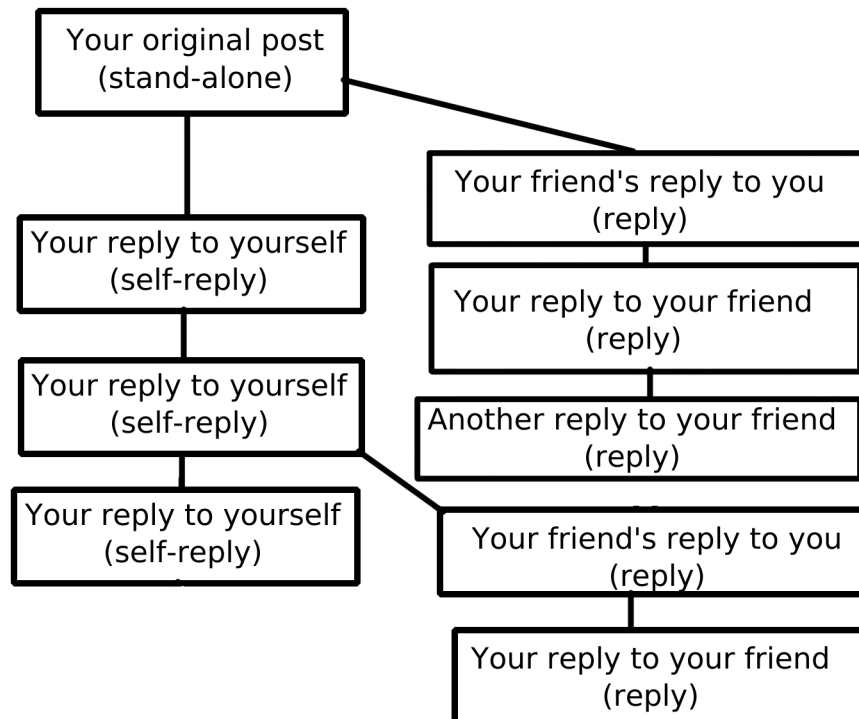 Your original post
(stand-alone)
Your friend's reply to you
(reply)
Your reply to yourself
(self-reply)
Your reply to your friend
(reply)
Your reply to yourself
(self-reply)
Another reply to your friend
(reply)
Your reply to yourself
(self-reply)
Your friend's reply to you
(reply)
Your reply to your friend
(reply)